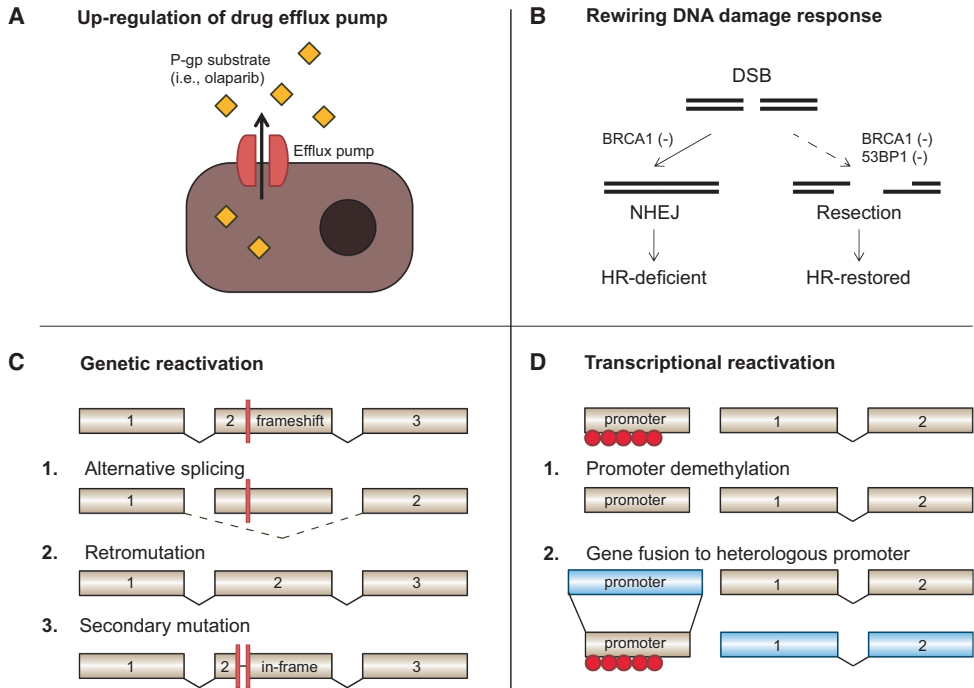 A Up-regulation of drug efflux pump
P-gp substrate
(i.e., olaparib)
Efflux pump
B Rewiring DNA damage response
DSB
BRCA1 (-)
BRCA1 (-)
53BP1 (-)
NHEJ
Resection
HR-deficient
HR-restored
C Genetic reactivation
1 2 frameshift 3
1. Alternative splicing
1 2
2. Retromutation
1 2 3
3. Secondary mutation
1 2 in-frame 3
D Transcriptional reactivation
promoter 1 2
1. Promoter demethylation
promoter 1 2
2. Gene fusion to heterologous promoter
promoter 1 2
promoter 1 2